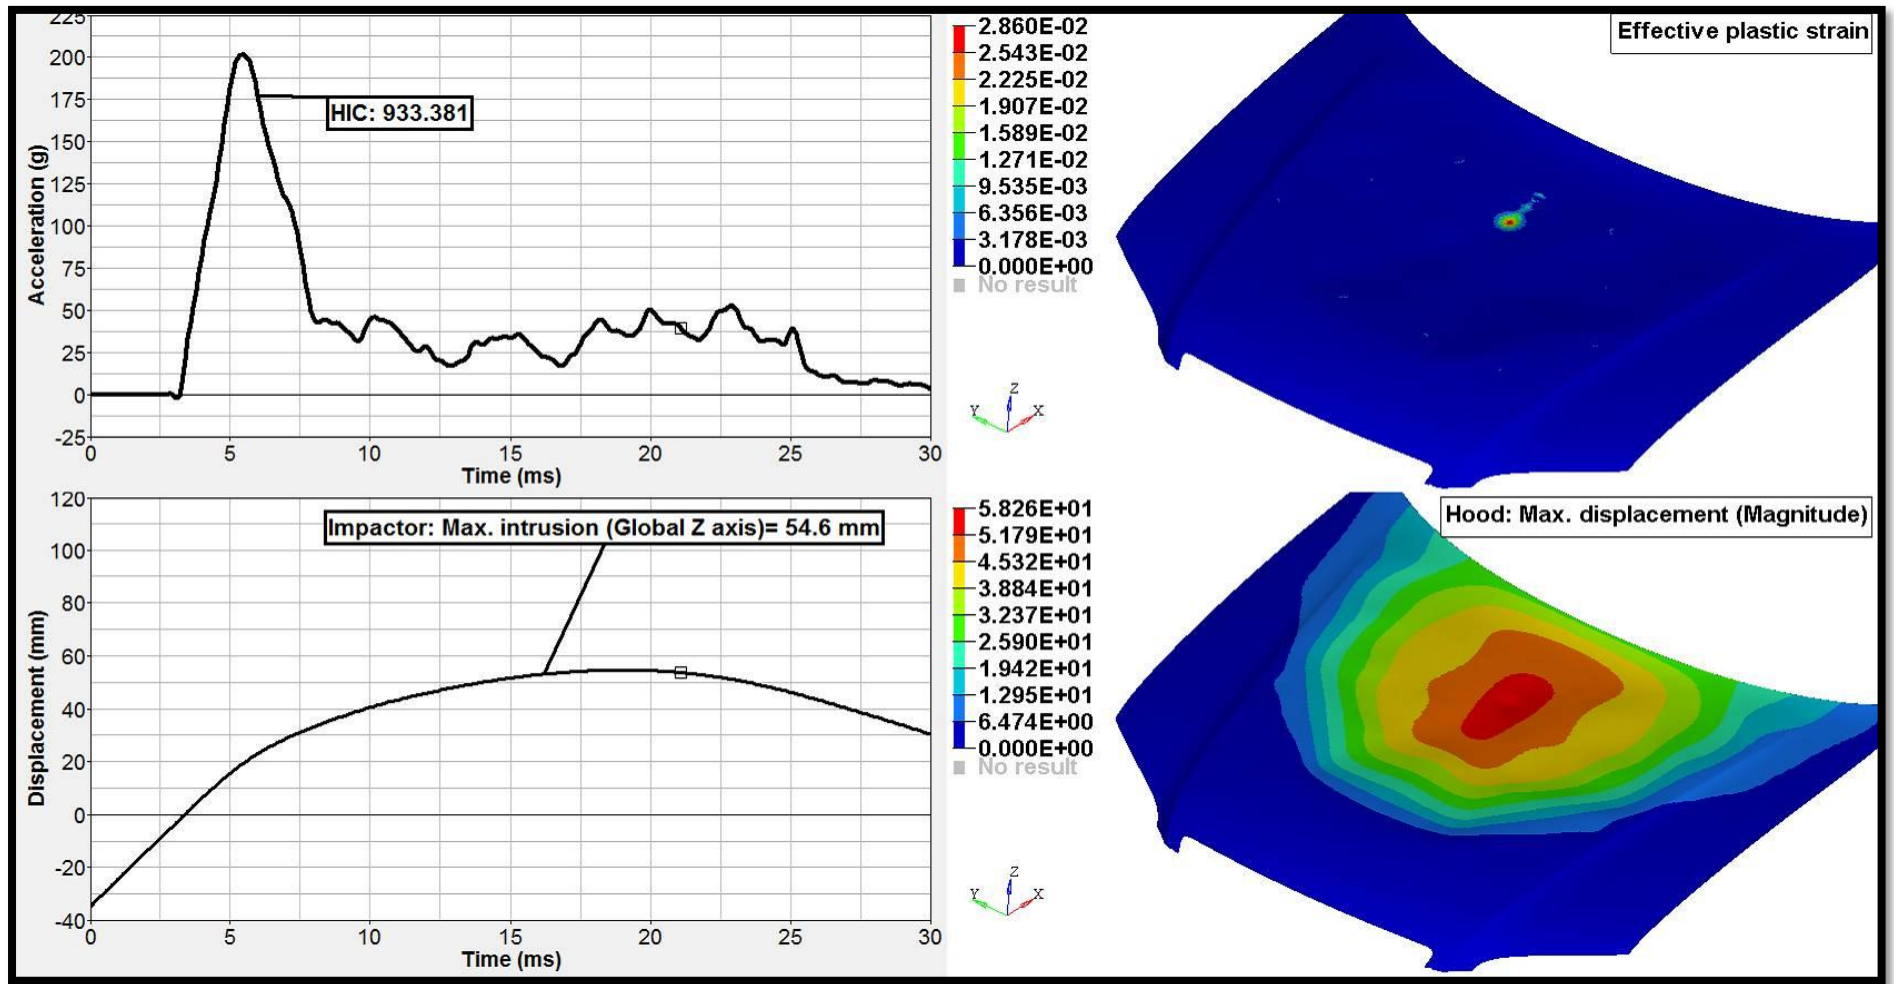 225
200
175
150
125
100
75
50
25
0
-25
Acceleration (g)
HIC: 933.381
0 5 10 15 20 25 30
Time (ms)
2.860E-02
2.543E-02
2.225E-02
1.907E-02
1.589E-02
1.271E-02
9.535E-03
6.356E-03
3.178E-03
0.000E+00
No result
Effective plastic strain
Z
Y
X
120
100
80
60
40
20
0
-20
-40
Displacement (mm)
Impactor: Max. intrusion (Global Z axis)= 54.6 mm
0 5 10 15 20 25 30
Time (ms)
5.826E+01
5.179E+01
4.532E+01
3.884E+01
3.237E+01
2.590E+01
1.942E+01
1.295E+01
6.474E+00
0.000E+00
No result
Hood: Max. displacement (Magnitude)
Z
Y
X